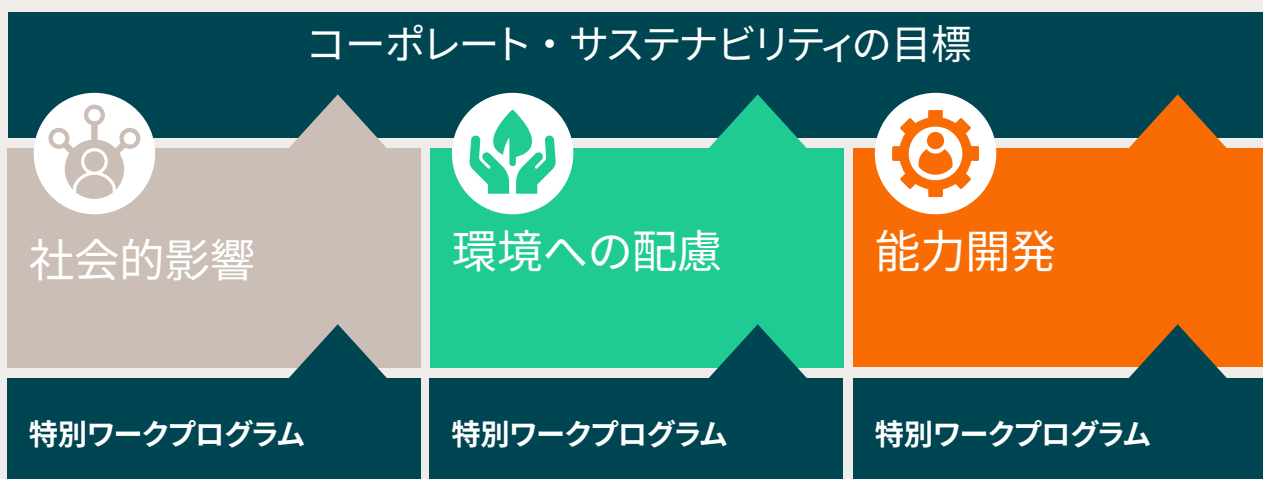 コーポレート・サステナビリティの目標
社会的影響
環境への配慮
能力開発
特別ワークプログラム
特別ワークプログラム
特別ワークプログラム